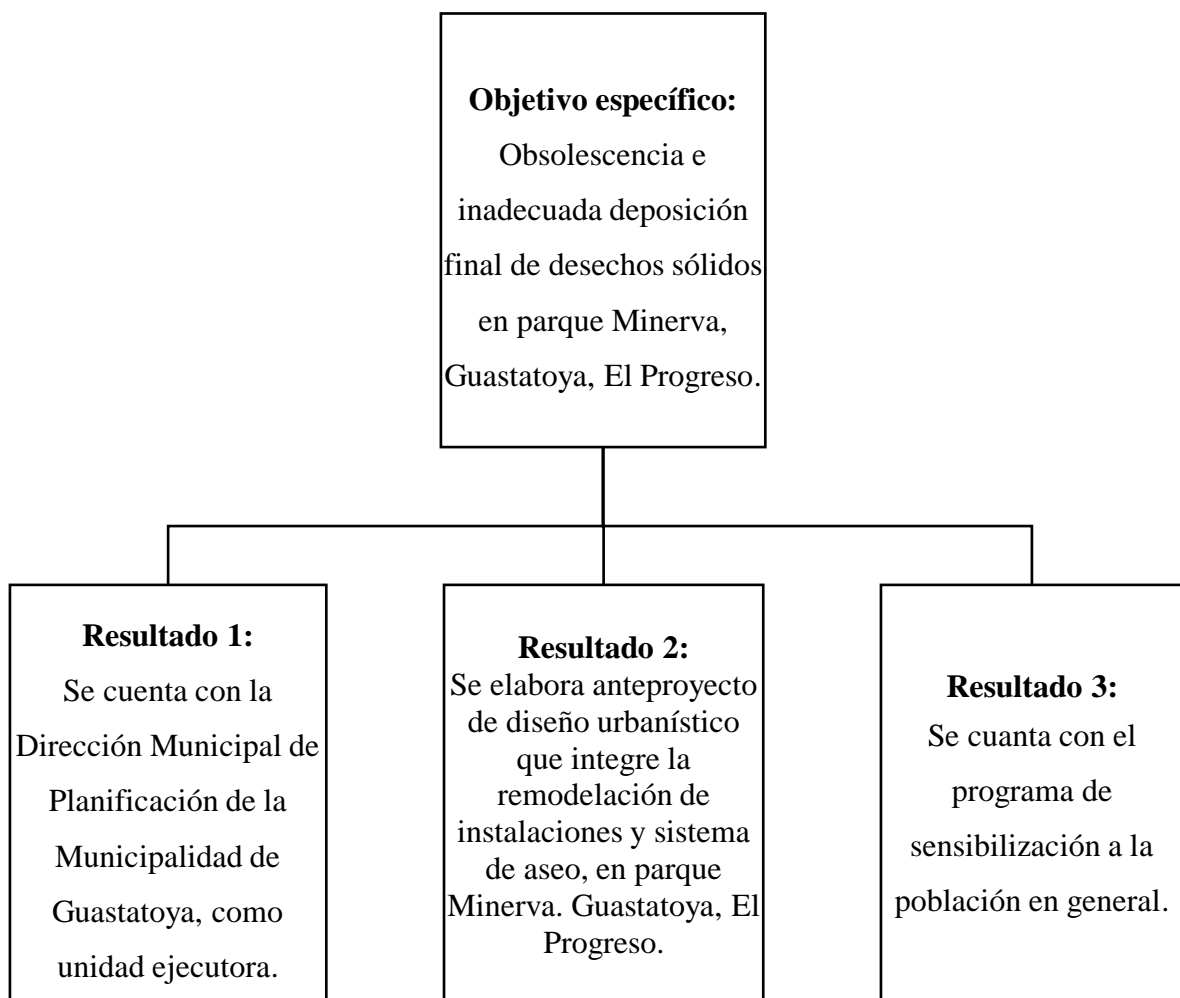 Objetivo específico:
Obsolescencia e
inadecuada deposición
final de desechos sólidos
en parque Minerva,
Guastatoya, El Progreso.
Resultado 1:
Se cuenta con la
Dirección Municipal de
Planificación de la
Municipalidad de
Guastatoya, como
unidad ejecutora.
Resultado 2:
Se elabora anteproyecto
de diseño urbanístico
que integre la
remodelación de
instalaciones y sistema
de aseo, en parque
Minerva. Guastatoya, El
Progreso.
Resultado 3:
Se cuanta con el
programa de
sensibilización a la
población en general.